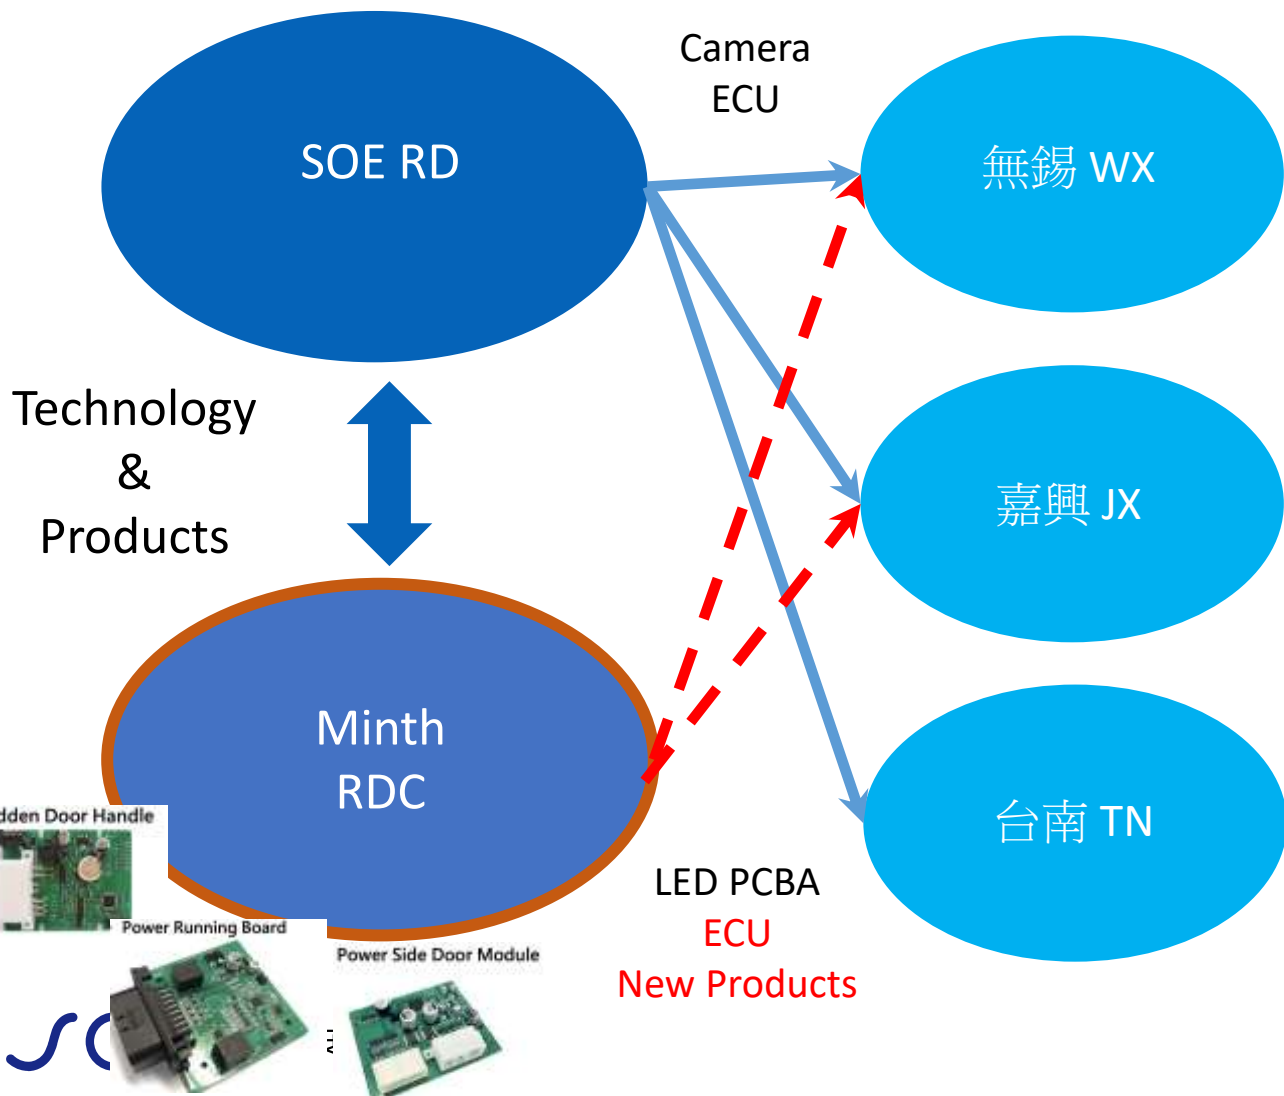 Camera
ECU
SOE RD
無錫 WX
Technology
&
Products
嘉興 JX
Minth
RDC
台南 TN
Door Handle
LED PCBA
ECU
New Products
Power Running Board
Power Side Door Module